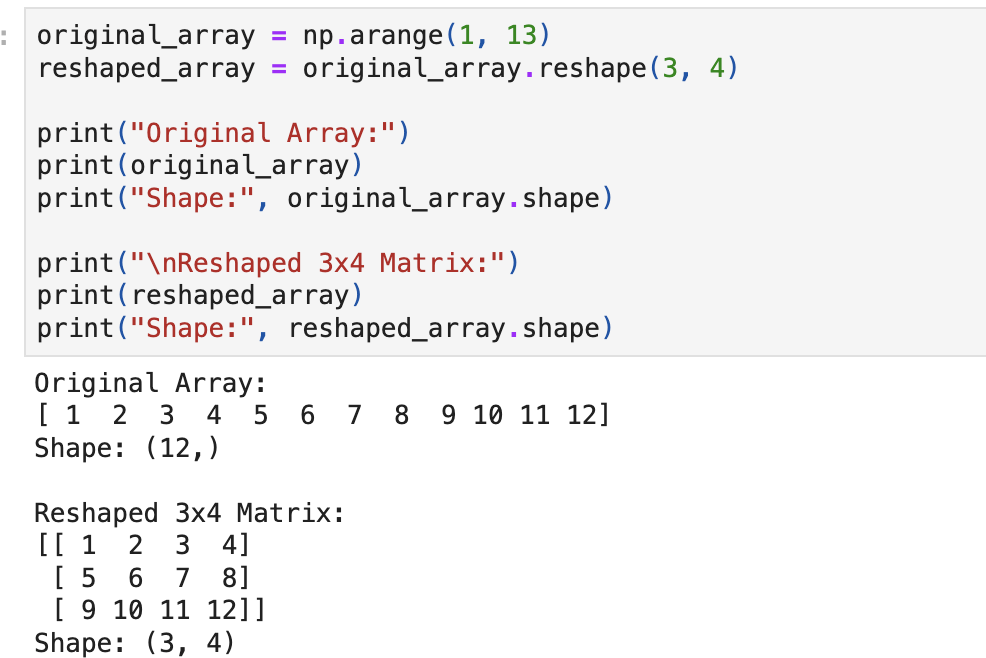 :
original_array = np.arange(1, 13)
reshaped_array = original_array.reshape(3, 4)

print("Original Array:")
print(original_array)
print("Shape:", original_array.shape)

print("\nReshaped 3x4 Matrix:")
print(reshaped_array)
print("Shape:", reshaped_array.shape)
Original Array:
[ 1  2  3  4  5  6  7  8  9 10 11 12]
Shape: (12,)

Reshaped 3x4 Matrix:
[[ 1  2  3  4]
 [ 5  6  7  8]
 [ 9 10 11 12]]
Shape: (3, 4)